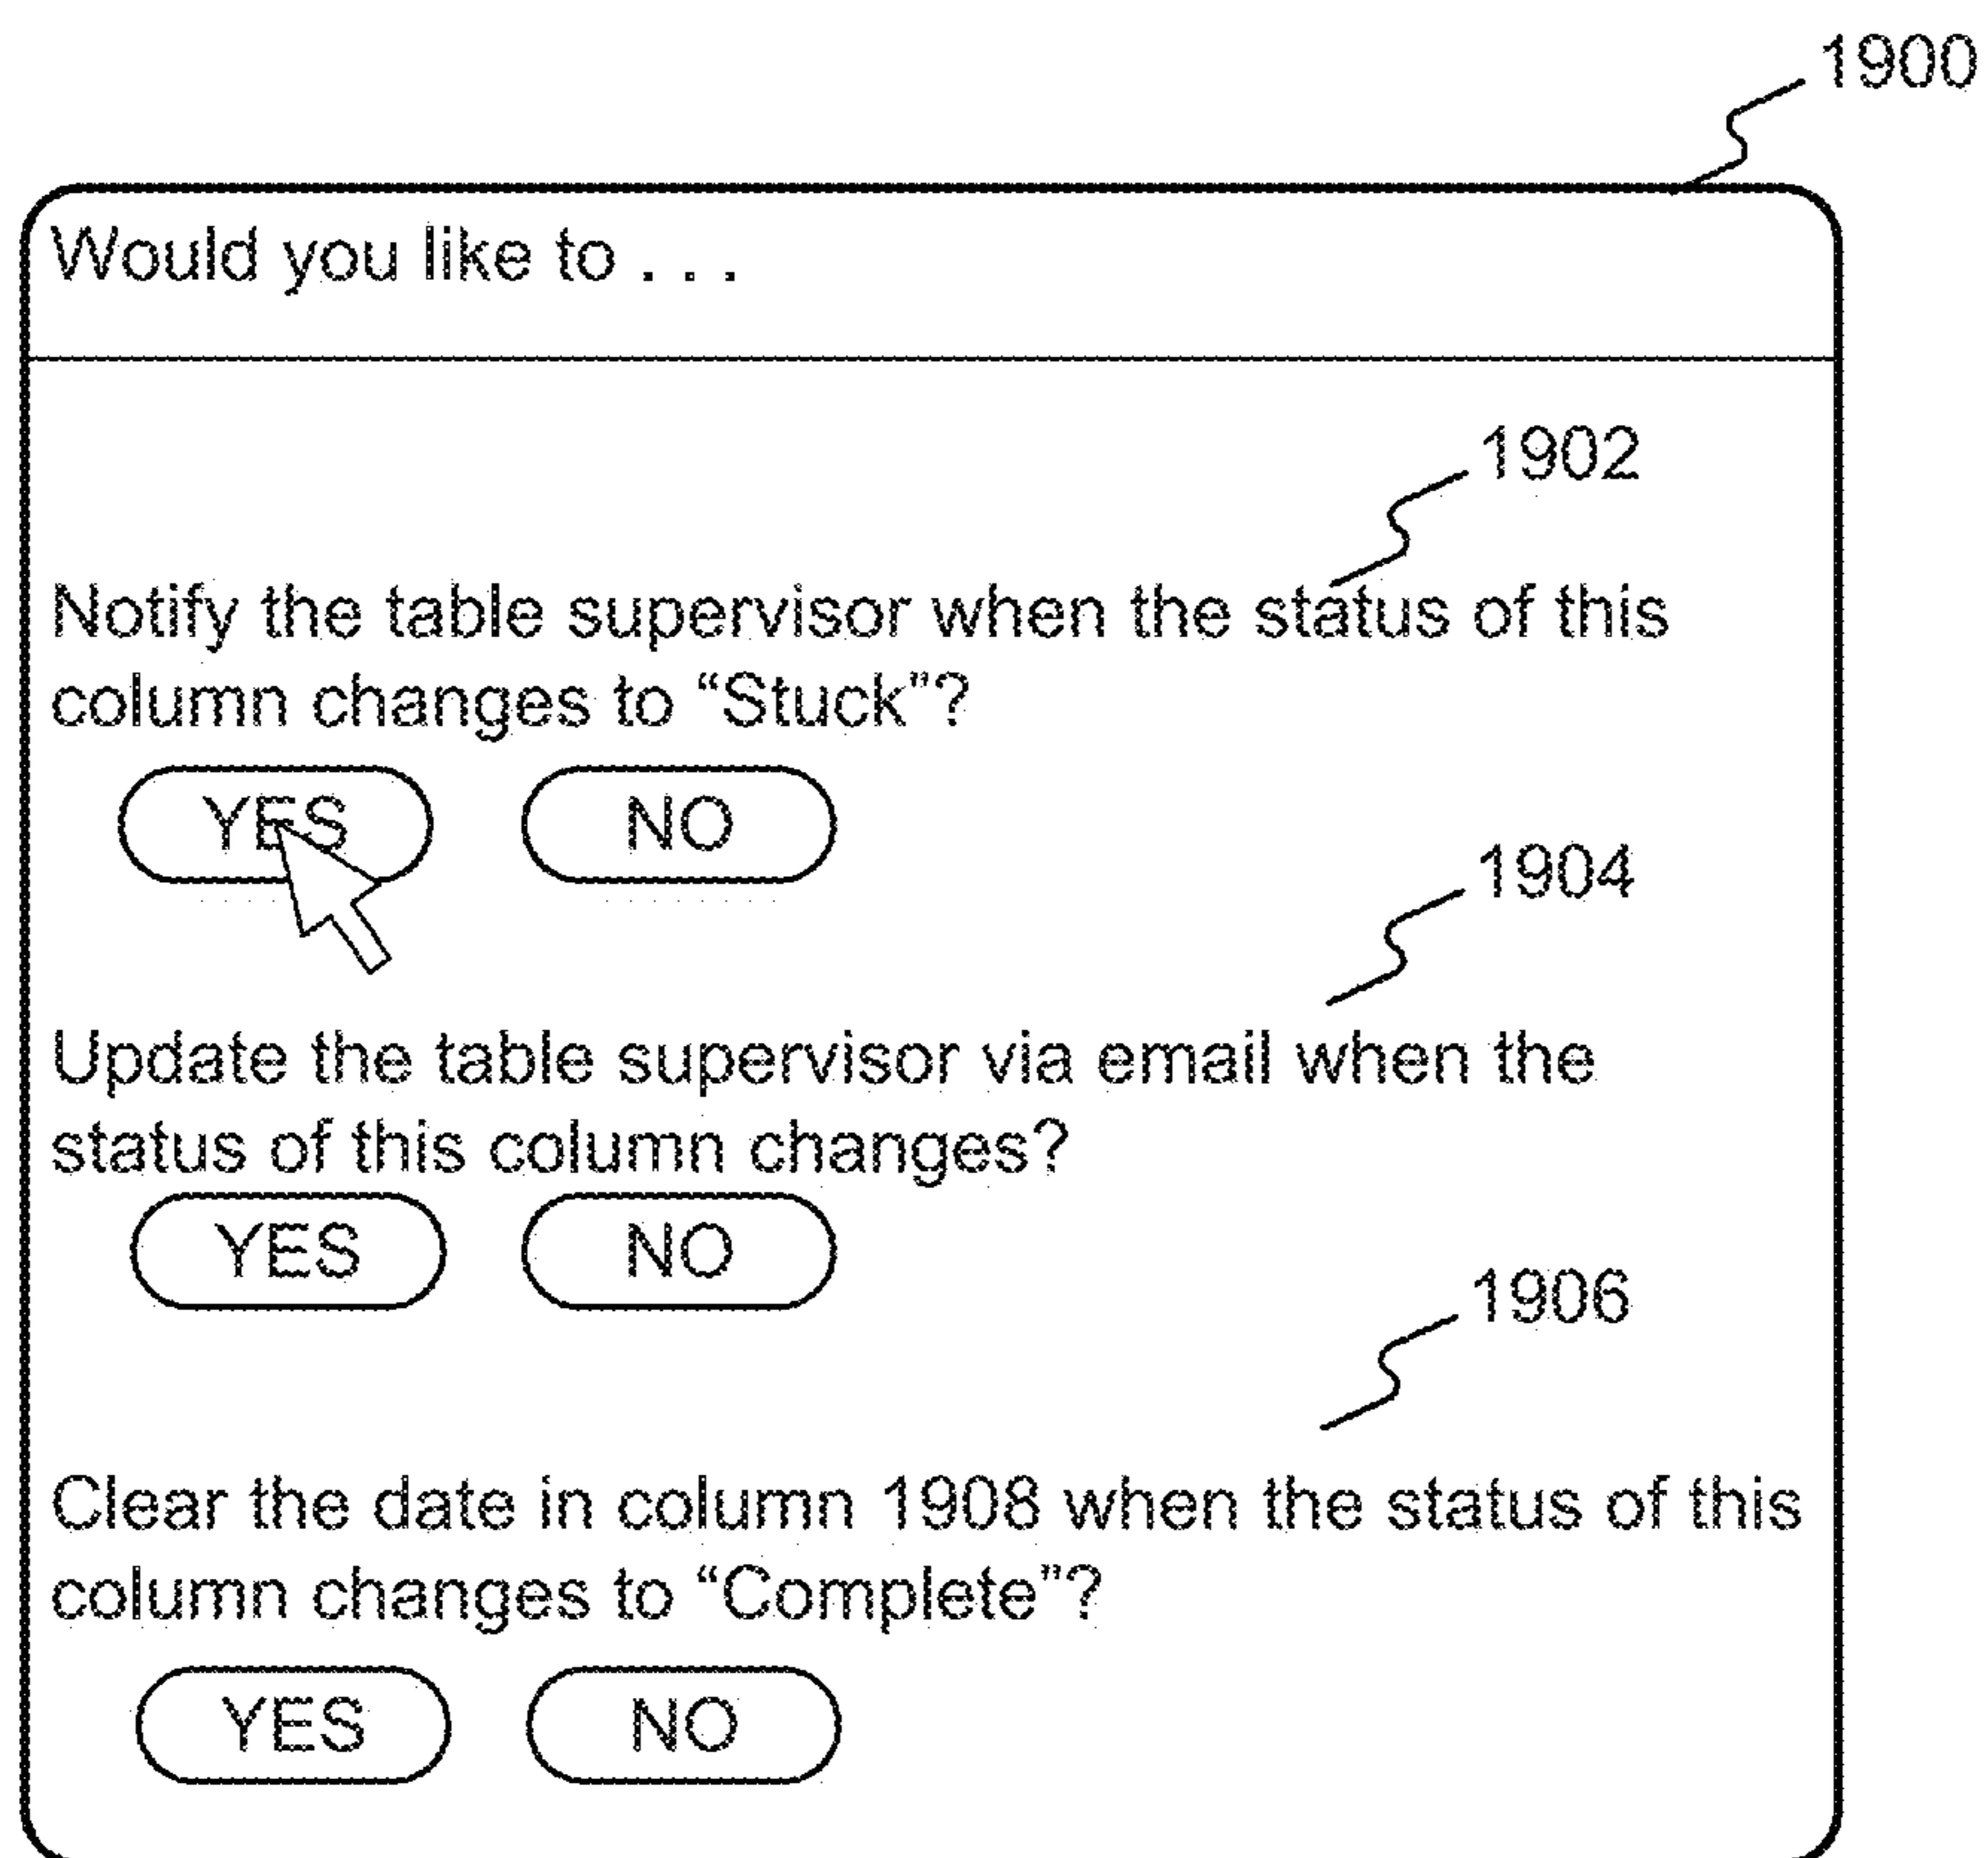 1900
Would you like to . . .
1902
Notify the table supervisor when the status of this
column changes to “Stuck”?
YES NO
1904
Update the table supervisor via email when the
status of this column changes?
YES NO
1906
Clear the date in column 1908 when the status of this
column changes to “Complete”?
YES NO